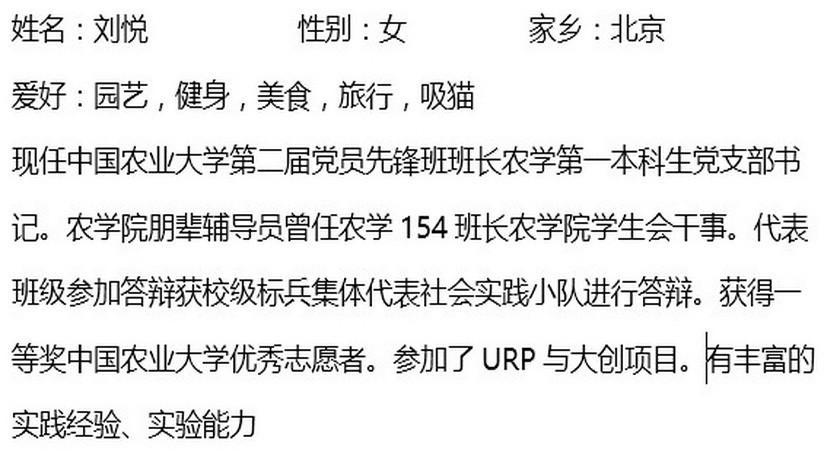 姓名：刘悦 性别：女 家乡：北京
爱好：园艺，健身，美食，旅行，吸猫
现任中国农业大学第二届党员先锋班班长农学第一本科生党支部书
记。农学院朋辈辅导员曾任农学 154 班长农学院学生会干事。代表
班级参加答辩获校级标兵集体代表社会实践小队进行答辩。获得一
等奖中国农业大学优秀志愿者。参加了 URP 与大创项目。有丰富的
实践经验、实验能力